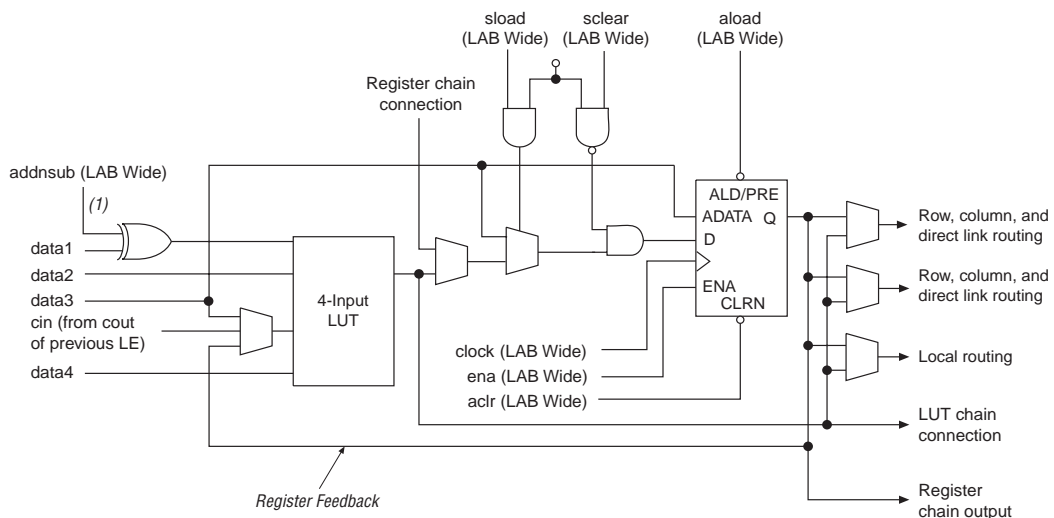 sload
(LAB Wide)
sclear
(LAB Wide)
aload
(LAB Wide)
Register chain
connection
addnsub (LAB Wide)
(1)
data1
data2
data3
cin (from cout
of previous LE)
data4
4-Input
LUT
ALD/PRE
ADATA
Q
D
ENA
CLRN
clock (LAB Wide)
ena (LAB Wide)
aclr (LAB Wide)
Row, column, and
direct link routing
Row, column, and
direct link routing
Local routing
LUT chain
connection
Register
chain output
Register Feedback